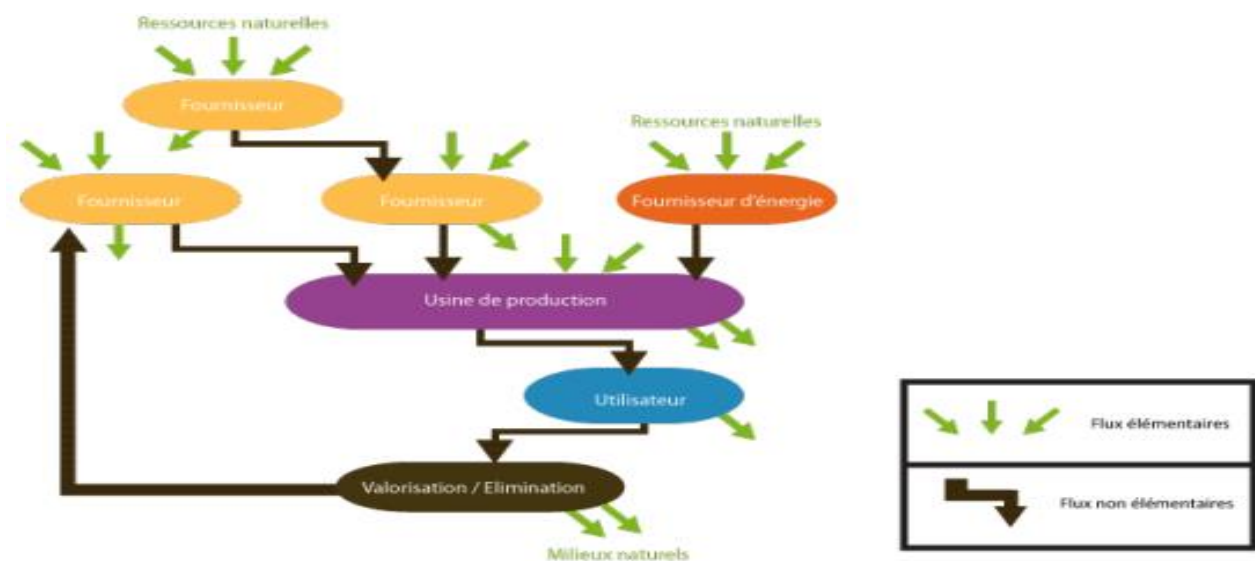 Ressources naturelles
Fournisseur
Ressources naturelles
Fournisseur
Fournisseur
Fournisseur d'énergie
Usine de production
Utilisateur
Valorisation / Elimination
Milieux naturels
Flux élémentaires
Flux non élémentaires